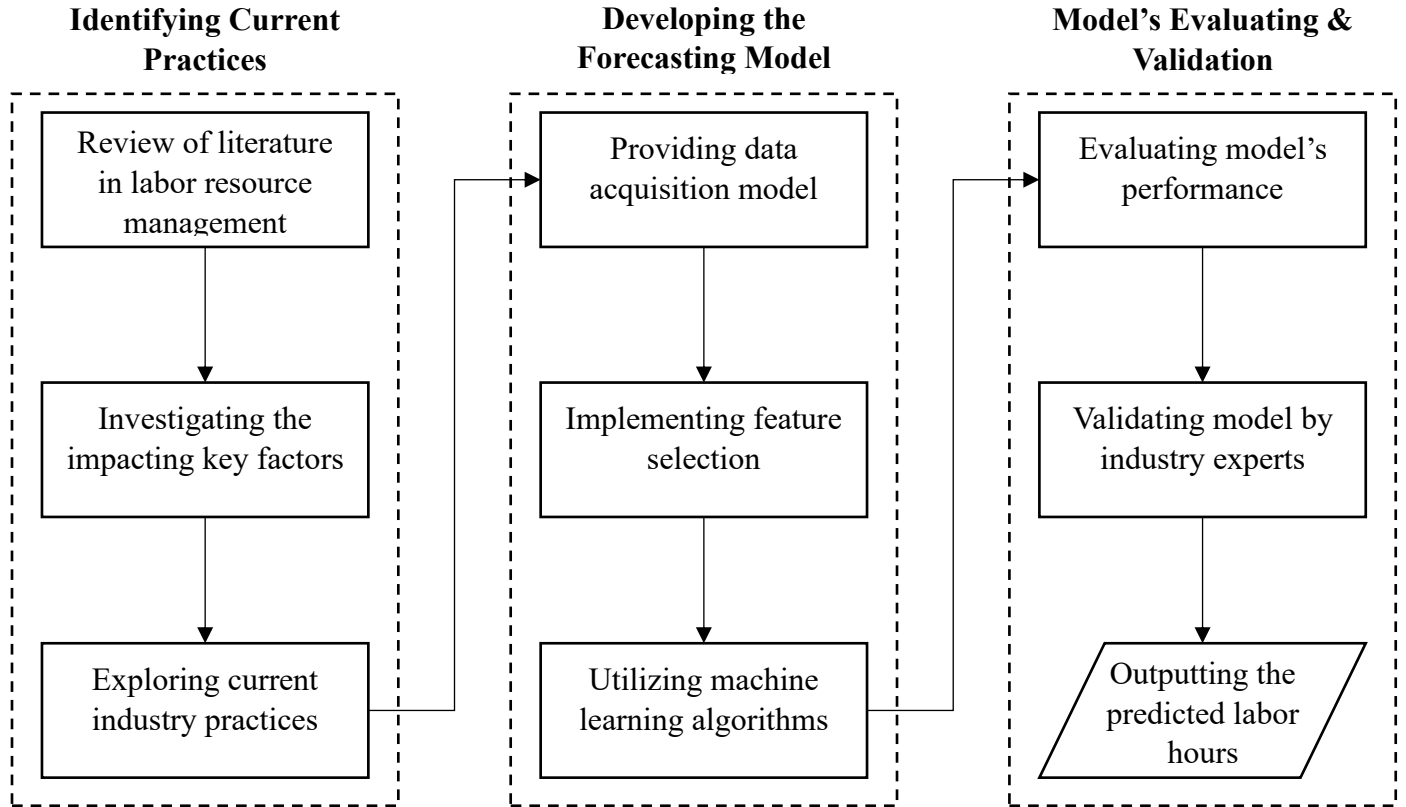 Identifying Current
Practices
Review of literature
in labor resource
management
Investigating the
impacting key factors
Exploring current
industry practices
Developing the
Forecasting Model
Providing data
acquisition model
Implementing feature
selection
Utilizing machine
learning algorithms
Model’s Evaluating &
Validation
Evaluating model’s
performance
Validating model by
industry experts
Outputting the
predicted labor
hours